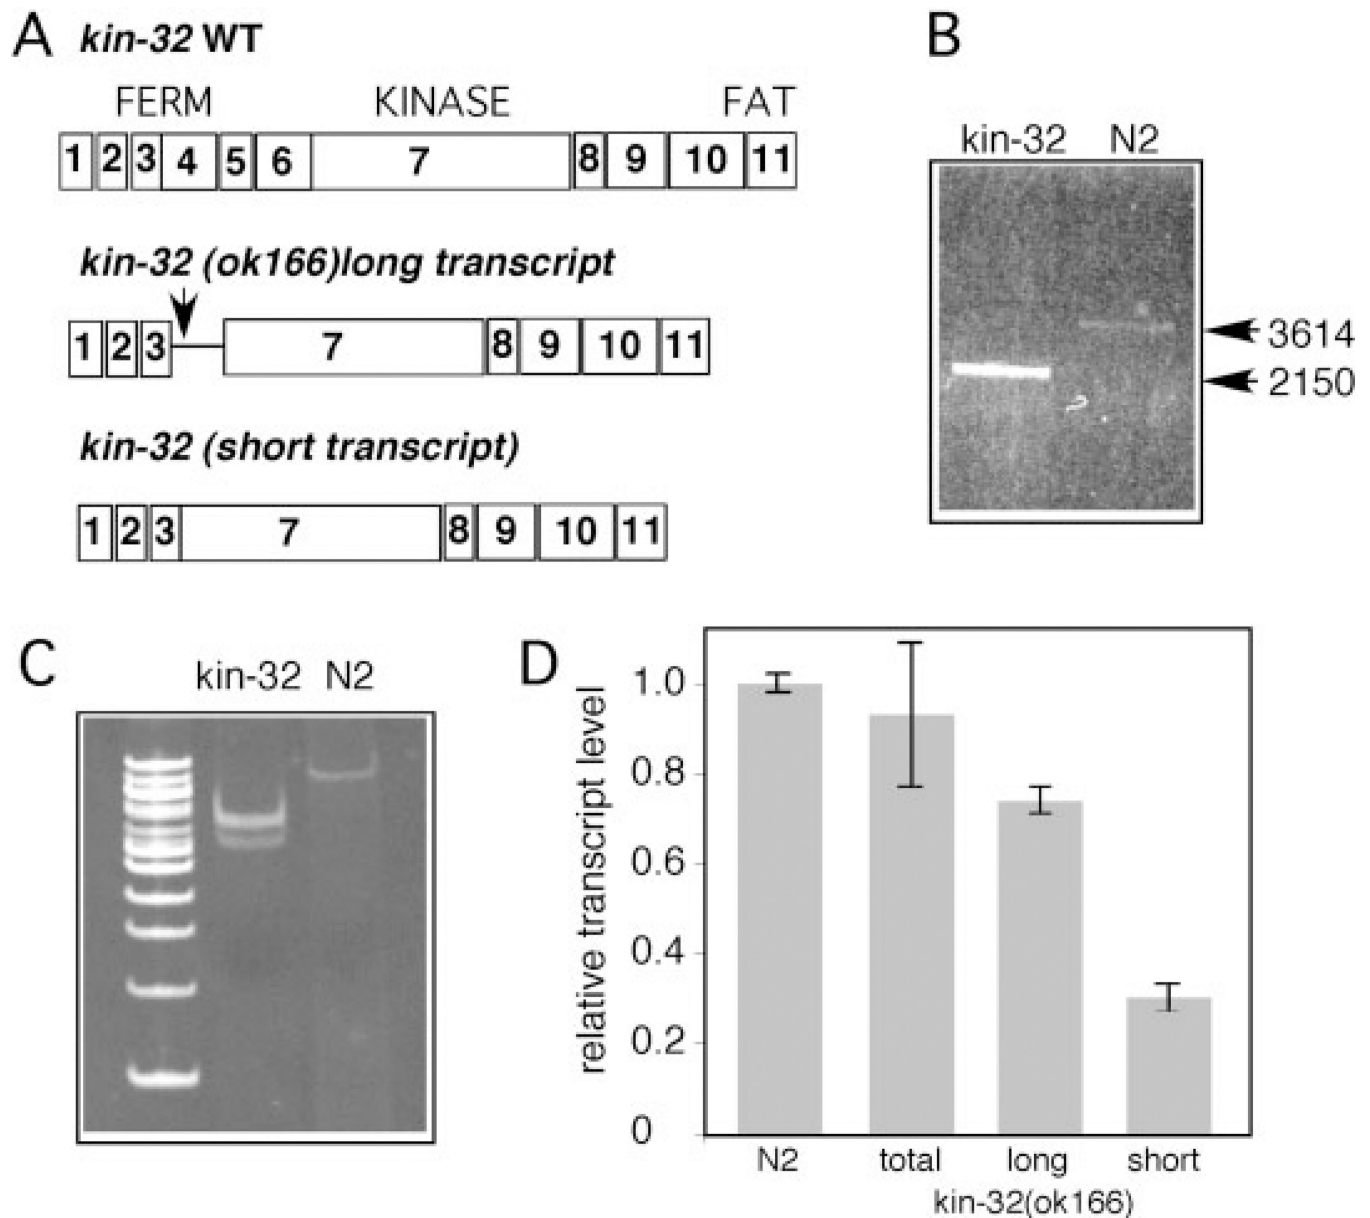 A kin-32 WT
FERM KINASE FAT
1 2 3 4 5 6 7 8 9 10 11
kin-32 (ok166)long transcript
1 2 3 7 8 9 10 11
kin-32 (short transcript)
1 2 3 7 8 9 10 11
B
kin-32 N2
3614
2150
C
kin-32 N2
D
relative transcript level
1.0
0.8
0.6
0.4
0.2
0
N2 total long short
kin-32(ok166)